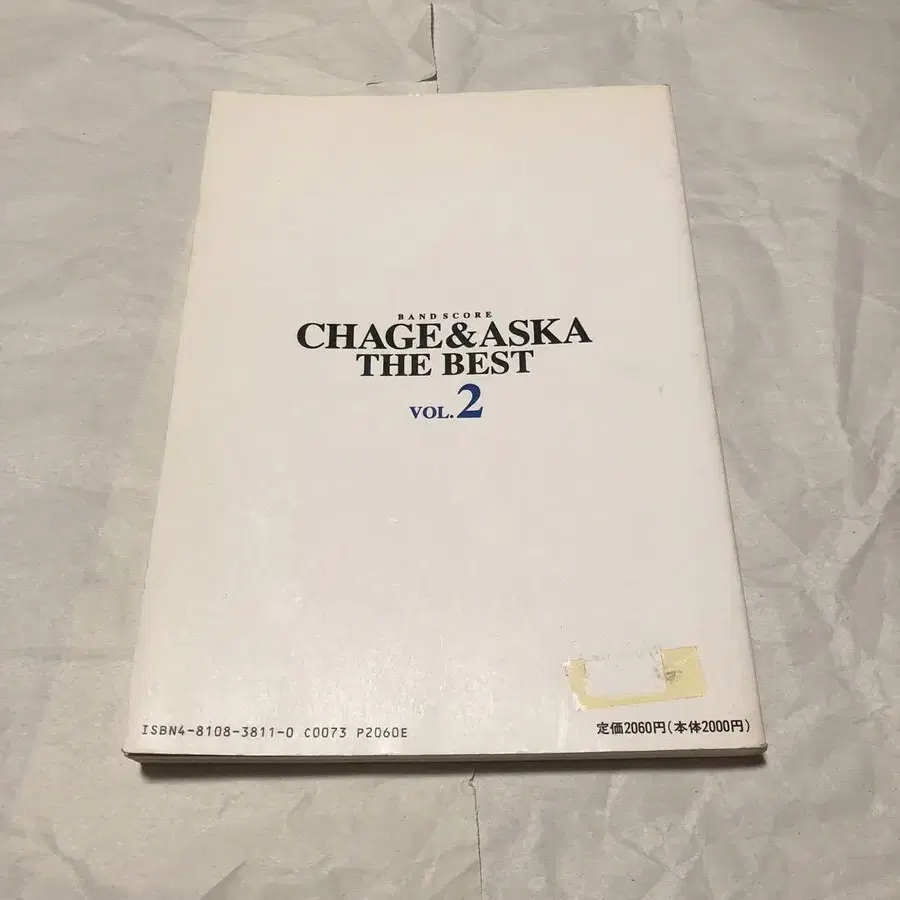 BAND SCORE
CHAGE&ASKA
THE BEST
VOL.2
ISBN4-8108-3811-0 C0073 P2060E
定価2060円(本体2000円)